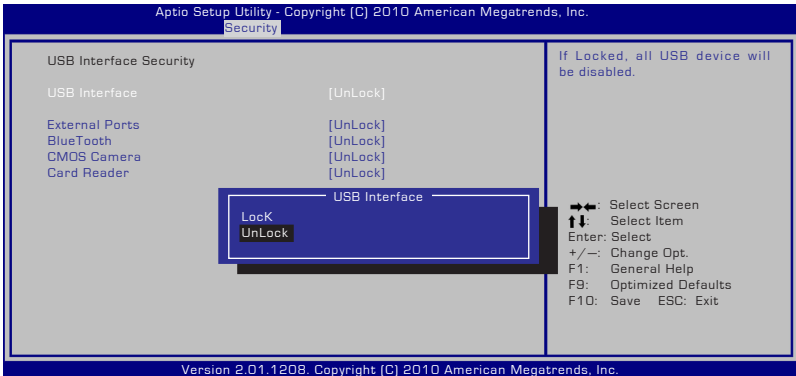 Aptio Setup Utility - Copyright (C) 2010 American Megatrends, Inc.
Security
USB Interface Security
USB Interface [UnLock]
External Ports [UnLock]
BlueTooth [UnLock]
CMOS Camera [UnLock]
Card Reader [UnLock]
USB Interface
LocK
UnLock
If Locked, all USB device will
be disabled.
→←: Select Screen
↑↓: Select Item
Enter: Select
+/—: Change Opt.
F1: General Help
F9: Optimized Defaults
F10: Save ESC: Exit
Version 2.01.1208. Copyright (C) 2010 American Megatrends, Inc.